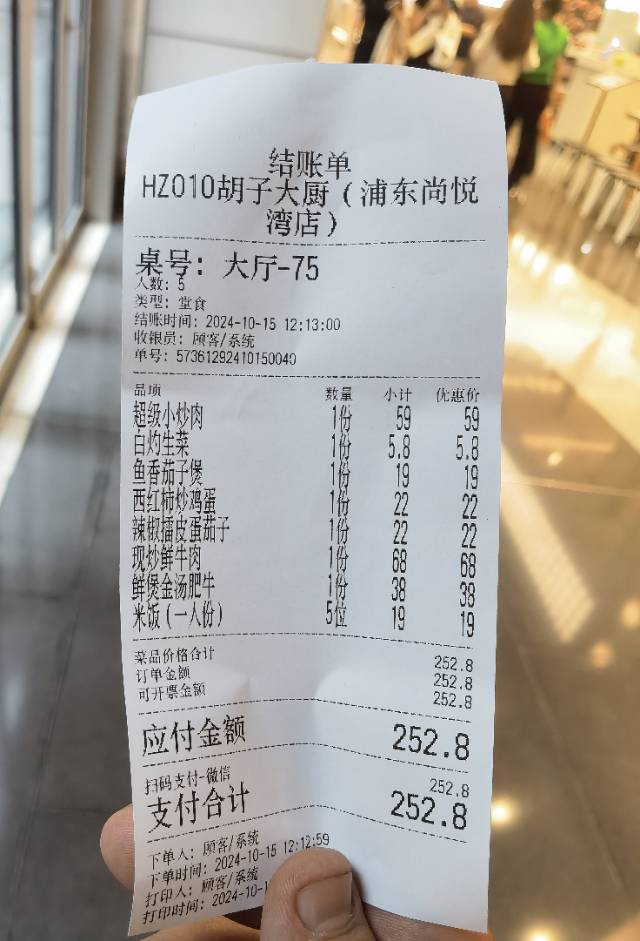 结账单
HZ010胡子大厨（浦东尚悦
湾店）
桌号: 大厅-75
人数: 5
类型: 堂食
结账时间: 2024-10-15 12:13:00
收银员: 顾客/系统
单号: 57361292410150040
品项 数量 小计 优惠价
超级小炒肉 1份 59 59
白灼生菜 1份 5.8 5.8
鱼香茄子煲 1份 19 19
西红柿炒鸡蛋 1份 22 22
辣椒擂皮蛋茄子 1份 22 22
现炒鲜牛肉 1份 68 68
鲜煲金汤肥牛 1份 38 38
米饭（一人份） 5位 19 19
菜品价格合计 252.8
订单金额 252.8
可开票金额 252.8
应付金额 252.8
扫码支付-微信 252.8
支付合计 252.8
下单人: 顾客/系统
下单时间: 2024-10-15 12:12:59
打印人: 顾客/系统
打印时间: 2024-10-1